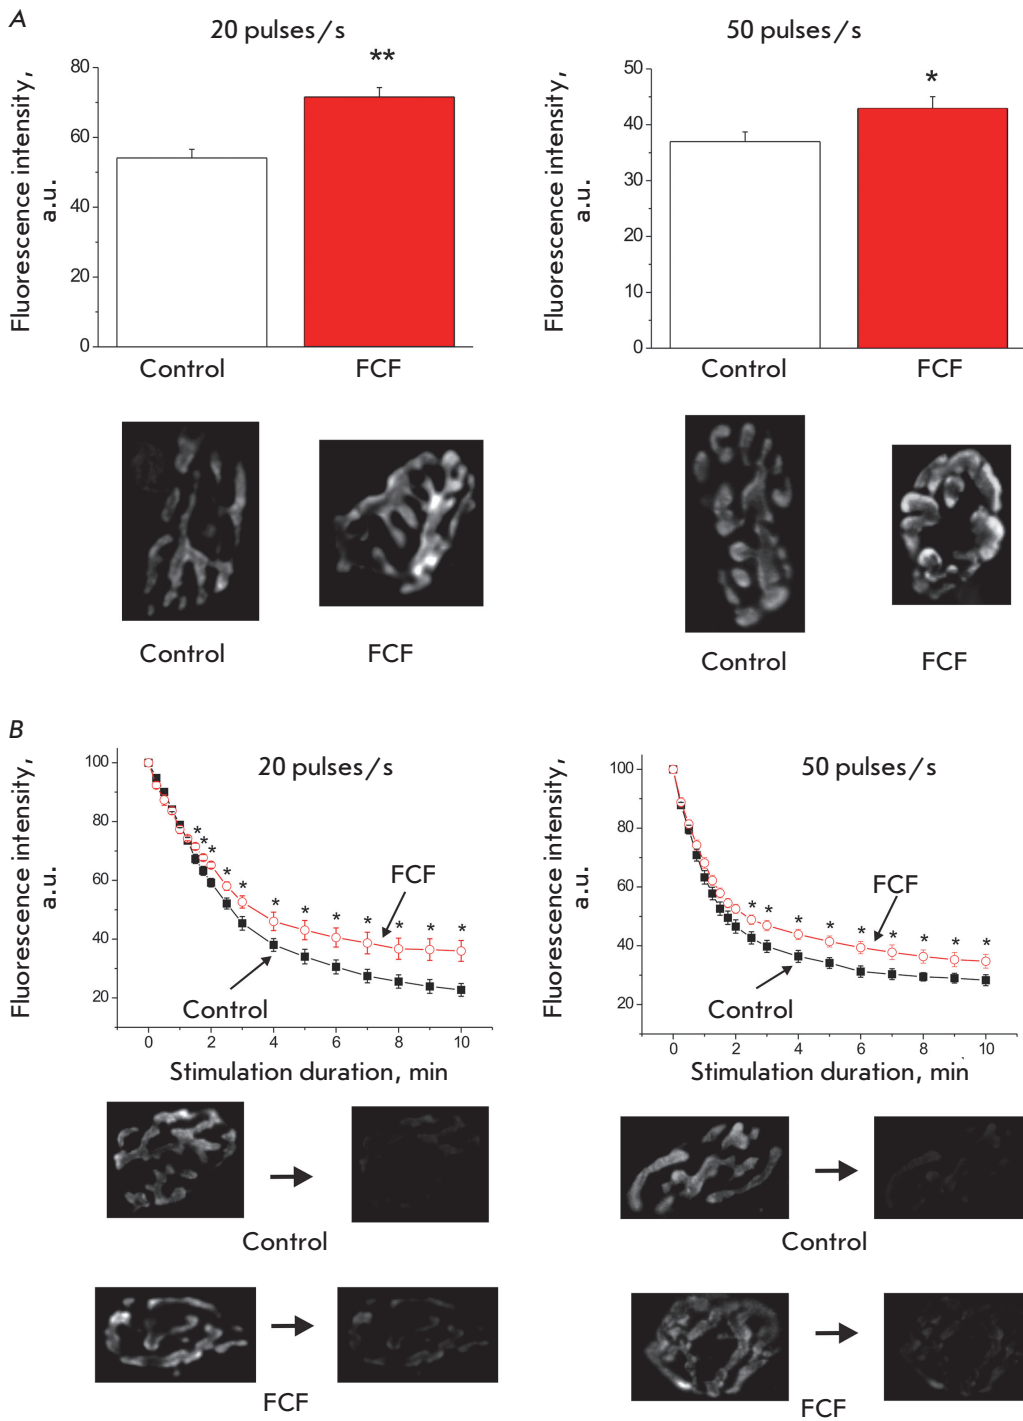 A
20 pulses/s
Fluorescence intensity,
a.u.
80
60
40
20
0
**
Control
FCF
50 pulses/s
Fluorescence intensity,
a.u.
50
40
30
20
10
0
*
Control
FCF
Control
FCF
Control
FCF
B
20 pulses/s
Fluorescence intensity,
a.u.
100
80
60
40
20
* * * * * * * * * * * *
FCF
Control
0 2 4 6 8 10
Stimulation duration, min
50 pulses/s
Fluorescence intensity,
a.u.
100
80
60
40
20
* * * * * * * * *
FCF
Control
0 2 4 6 8 10
Stimulation duration, min
Control
Control
FCF
FCF